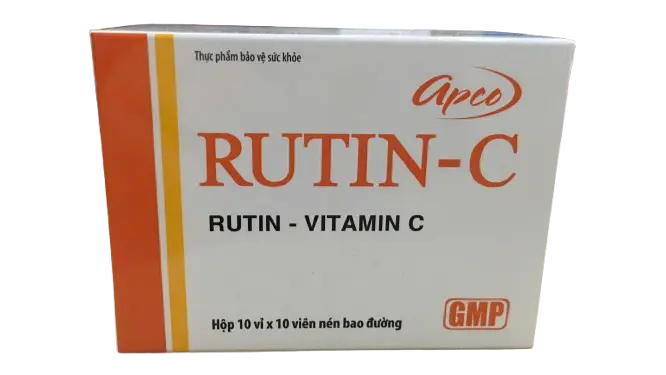 Thực phẩm bảo vệ sức khỏe
apco
RUTIN-C
RUTIN - VITAMIN C
Hộp 10 vỉ x 10 viên nén bao đường
GMP